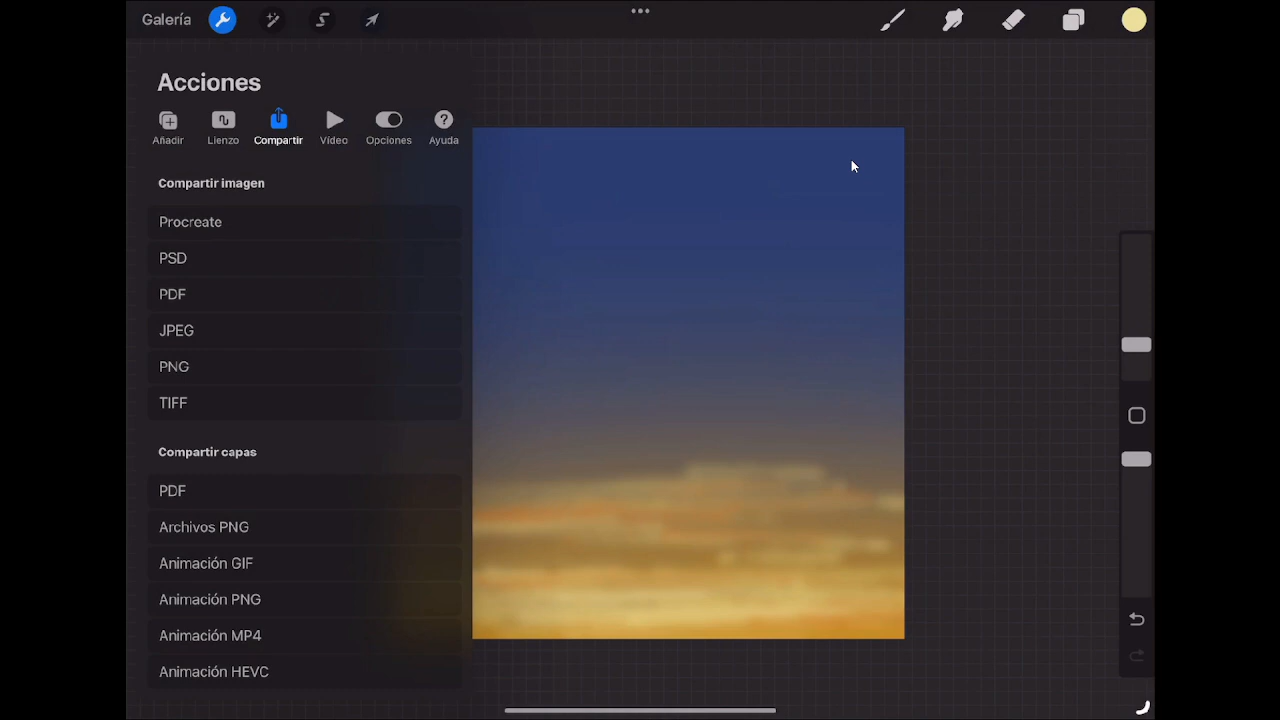 Galería
Acciones
Añadir
Lienzo
Compartir
Vídeo
Opciones
Ayuda
Compartir imagen
Procreate
PSD
PDF
JPEG
PNG
TIFF
Compartir capas
PDF
Archivos PNG
Animación GIF
Animación PNG
Animación MP4
Animación HEVC